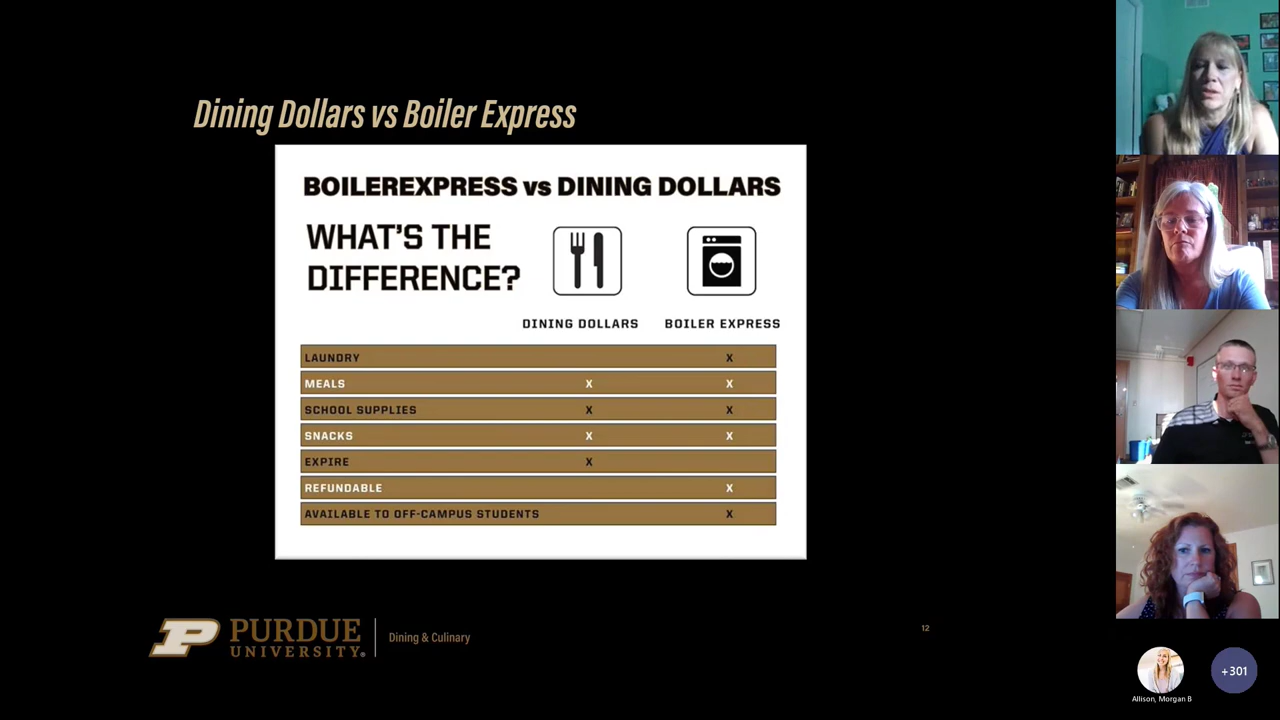 Dining Dollars vs Boiler Express
BOILEREXPRESS vs DINING DOLLARS
WHAT'S THE
DIFFERENCE?
DINING DOLLARS
BOILER EXPRESS
LAUNDRY X
MEALS X X
SCHOOL SUPPLIES X X
SNACKS X X
EXPIRE X
REFUNDABLE X
AVAILABLE TO OFF-CAMPUS STUDENTS X
P PURDUE
UNIVERSITY®
Dining & Culinary
12
Allison, Morgan B
+301